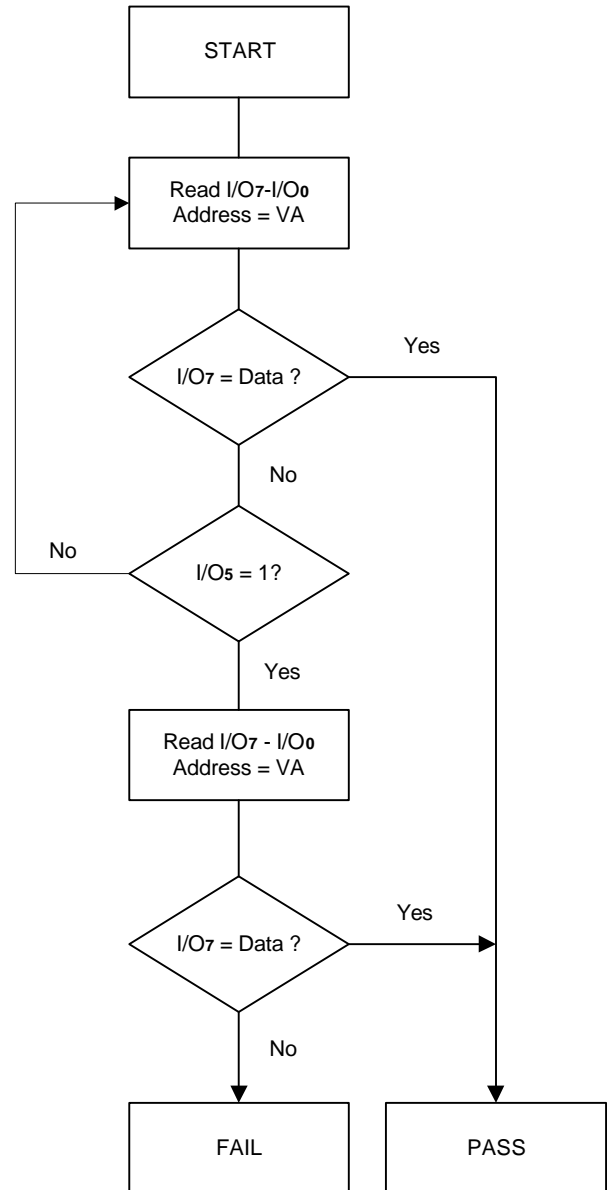 START
Read I/O7-I/O0
Address = VA
Yes
I/O7 = Data ?
No
No
I/O5 = 1?
Yes
Read I/O7 - I/O0
Address = VA
Yes
I/O7 = Data ?
No
FAIL
PASS